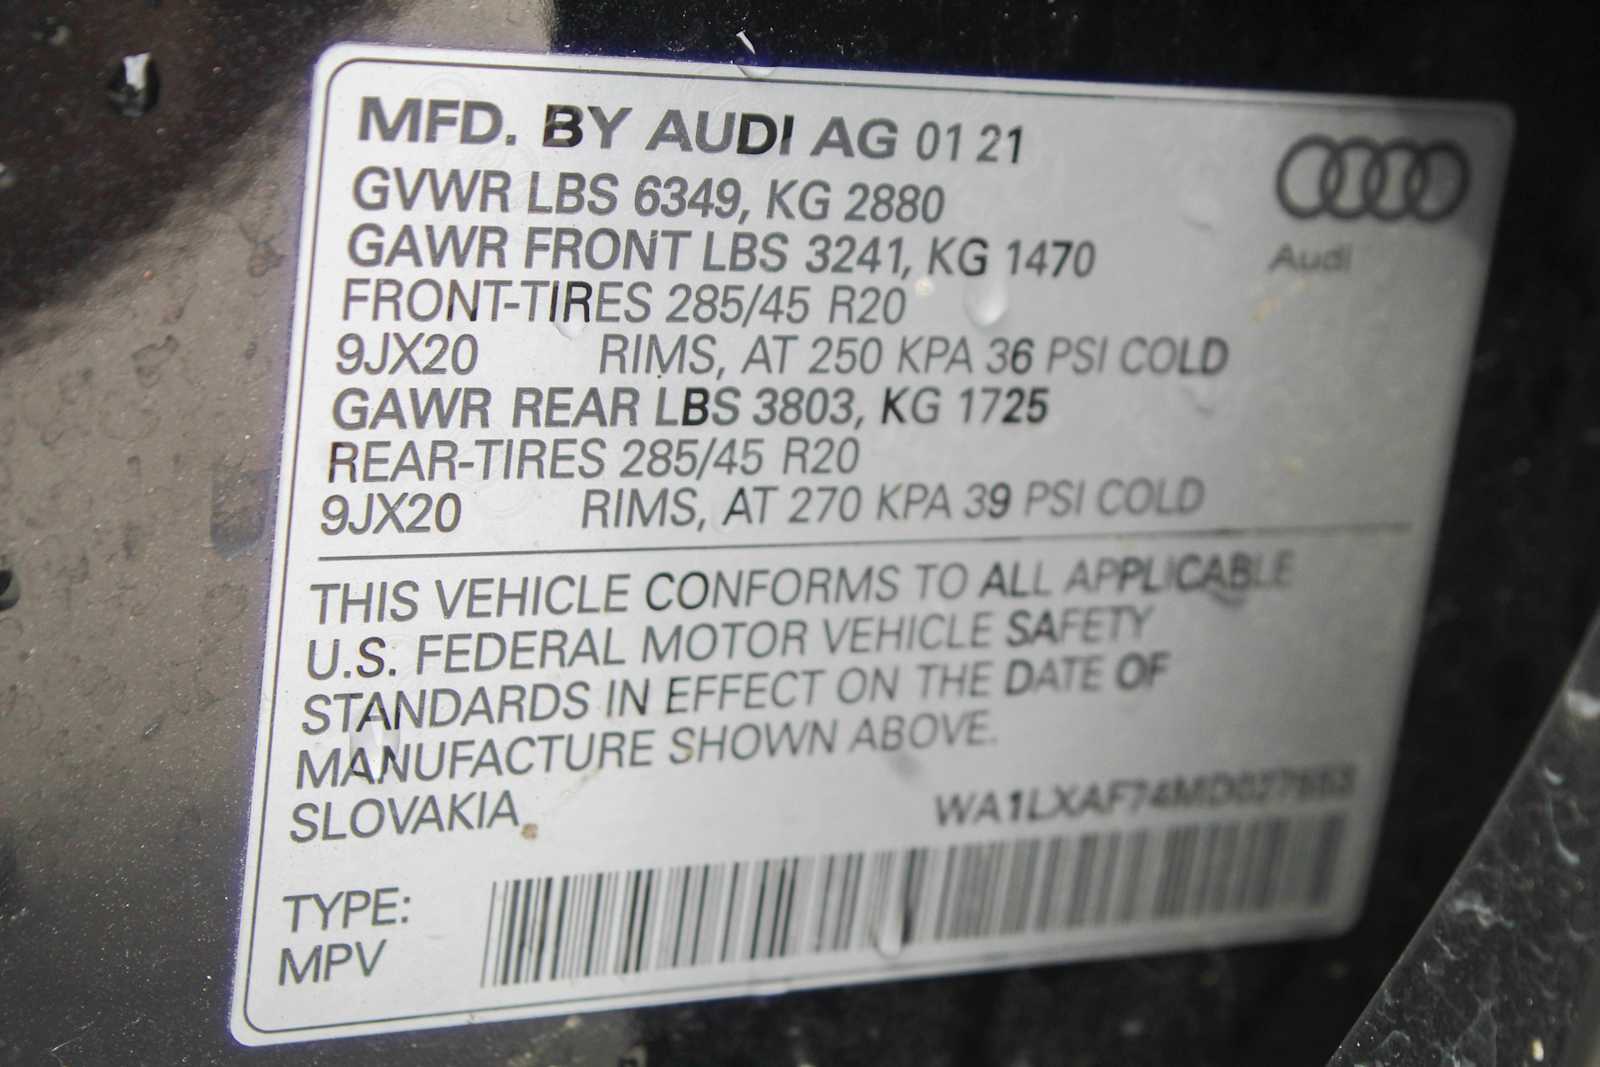 MFD. BY AUDI AG 01 21
GVWR LBS 6349, KG 2880
GAWR FRONT LBS 3241, KG 1470
FRONT-TIRES 285/45 R20
9JX20 RIMS, AT 250 KPA 36 PSI COLD
GAWR REAR LBS 3803, KG 1725
REAR-TIRES 285/45 R20
9JX20 RIMS, AT 270 KPA 39 PSI COLD
Audi
THIS VEHICLE CONFORMS TO ALL APPLICABLE
U.S. FEDERAL MOTOR VEHICLE SAFETY
STANDARDS IN EFFECT ON THE DATE OF
MANUFACTURE SHOWN ABOVE.
SLOVAKIA
TYPE:
MPV